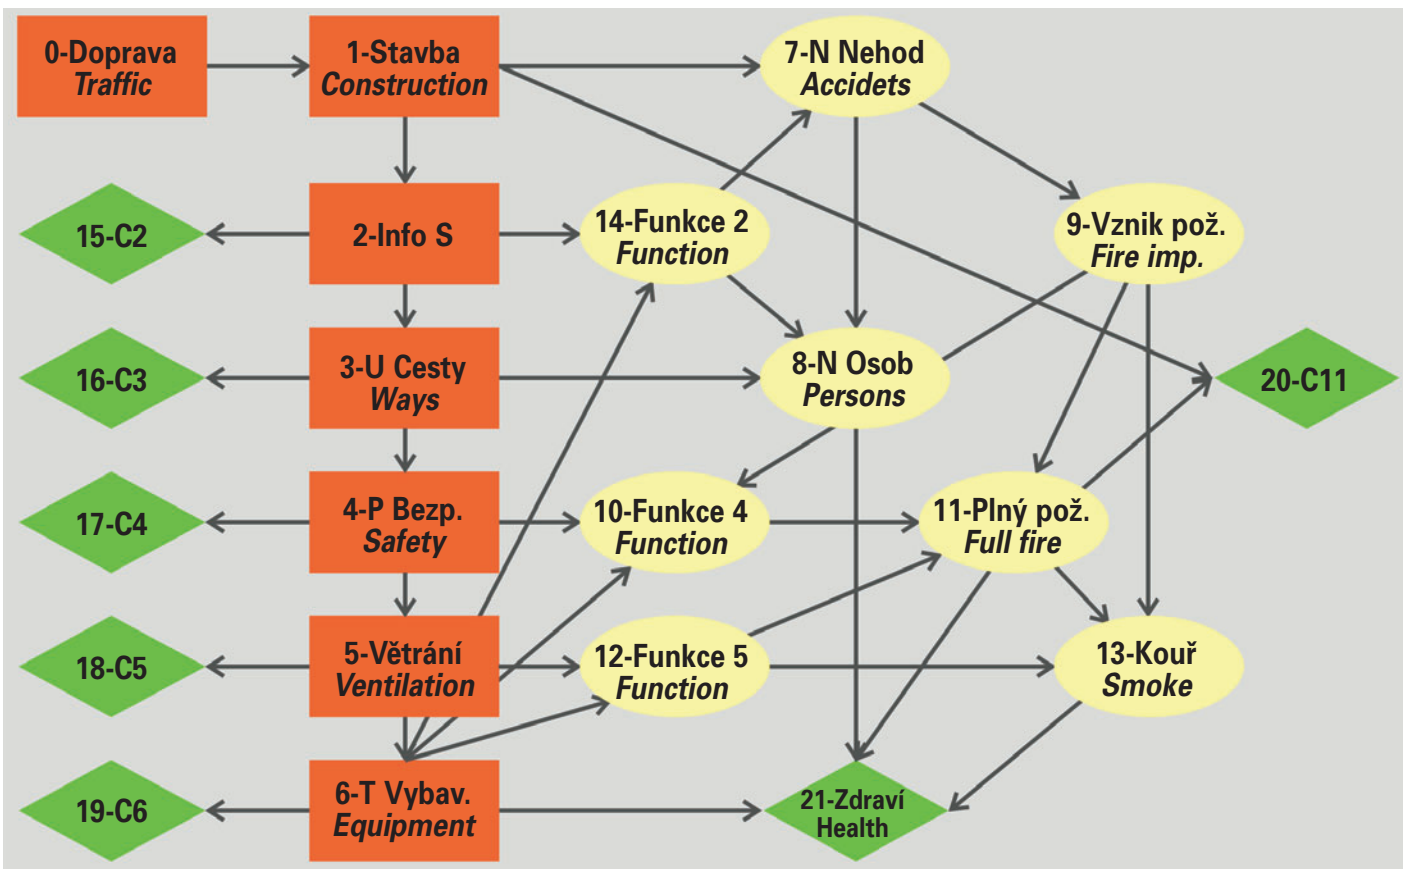 0-Doprava
Traffic
1-Stavba
Construction
7-N Nehod
Accidets
15-C2
2-Info S
14-Funkce 2
Function
9-Vznik pož.
Fire imp.
16-C3
3-U Cesty
Ways
8-N Osob
Persons
20-C11
17-C4
4-P Bezp.
Safety
10-Funkce 4
Function
11-Plný pož.
Full fire
18-C5
5-Větrání
Ventilation
12-Funkce 5
Function
13-Kouř
Smoke
19-C6
6-T Vybav.
Equipment
21-Zdraví
Health